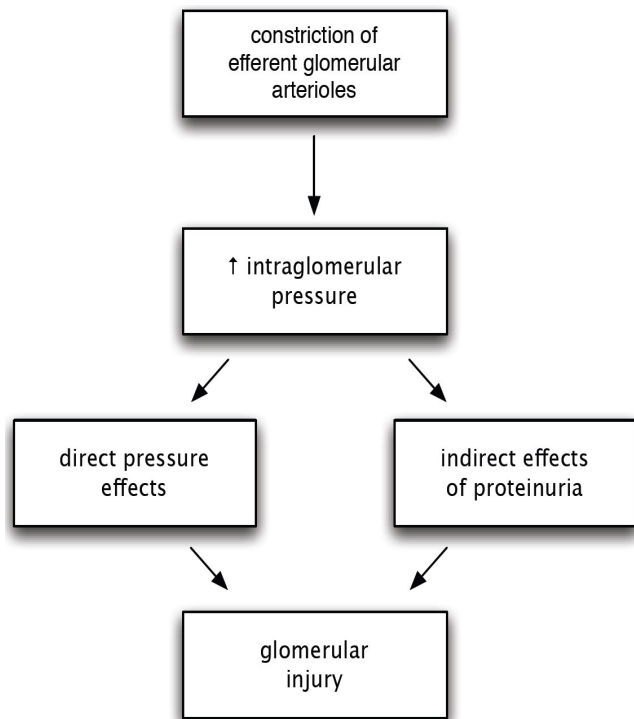 constriction of
efferent glomerular
arterioles
↑ intraglomerular
pressure
direct pressure
effects
indirect effects
of proteinuria
glomerular
injury